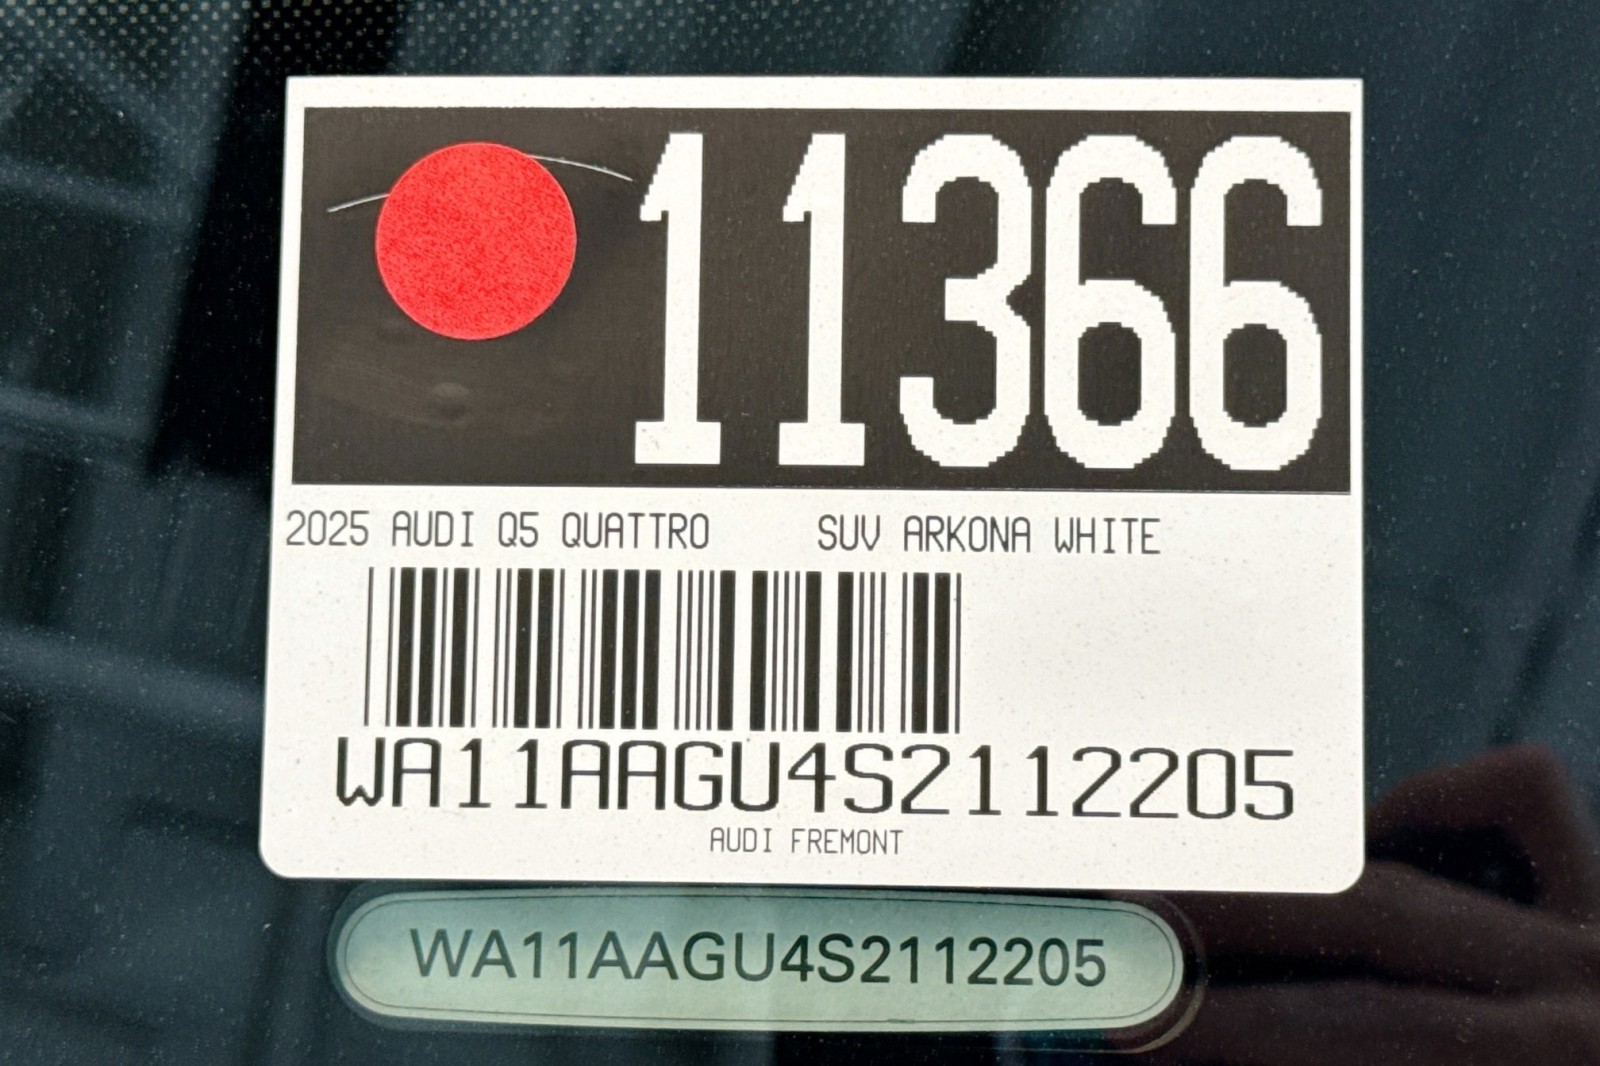 11366
2025 AUDI Q5 QUATTRO SUV ARKONA WHITE
WA11AAGU4S2112205
AUDI FREMONT
WA11AAGU4S2112205